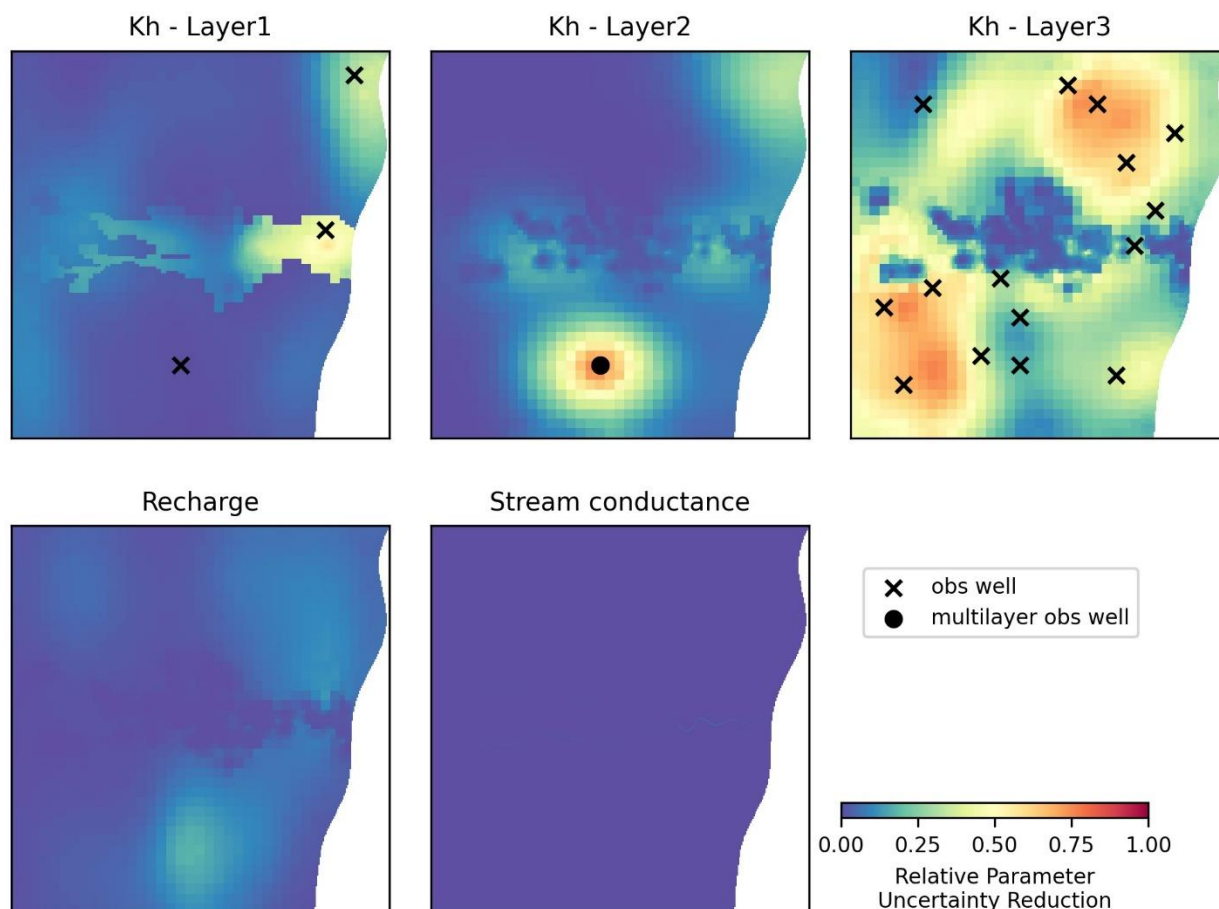 Kh - Layer1
Kh - Layer2
Kh - Layer3
Recharge
Stream conductance
obs well
multilayer obs well
0.00 0.25 0.50 0.75 1.00
Relative Parameter
Uncertainty Reduction